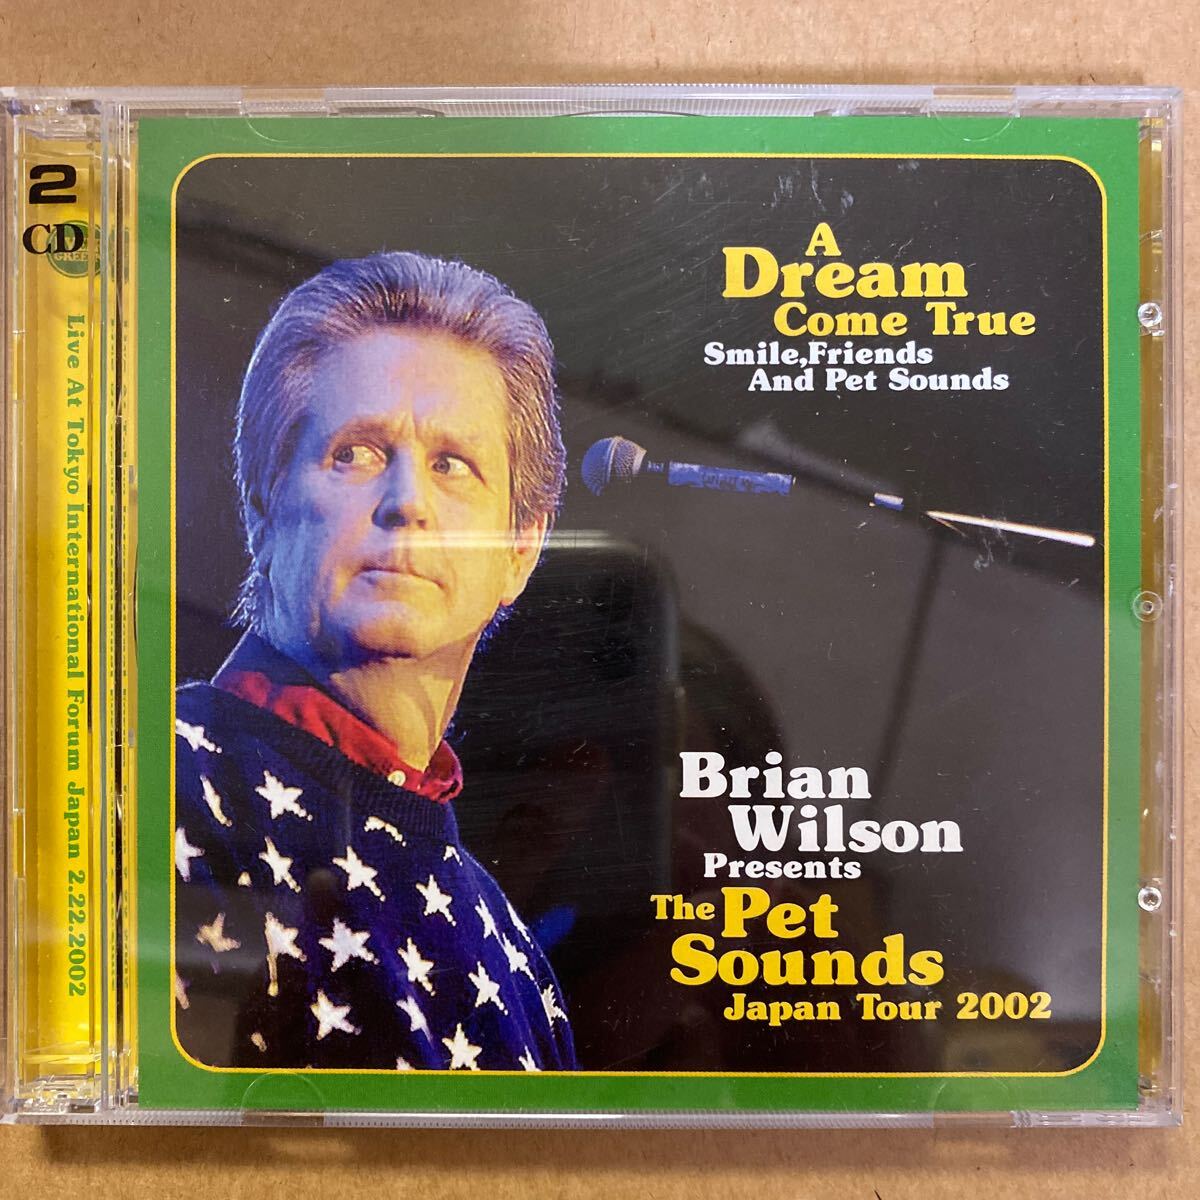 2
CD
GREEN
Live At Tokyo International Forum Japan 2.22.2002
A
Dream
Come True
Smile,Friends
And Pet Sounds
Brian
Wilson
Presents
The Pet
Sounds
Japan Tour 2002